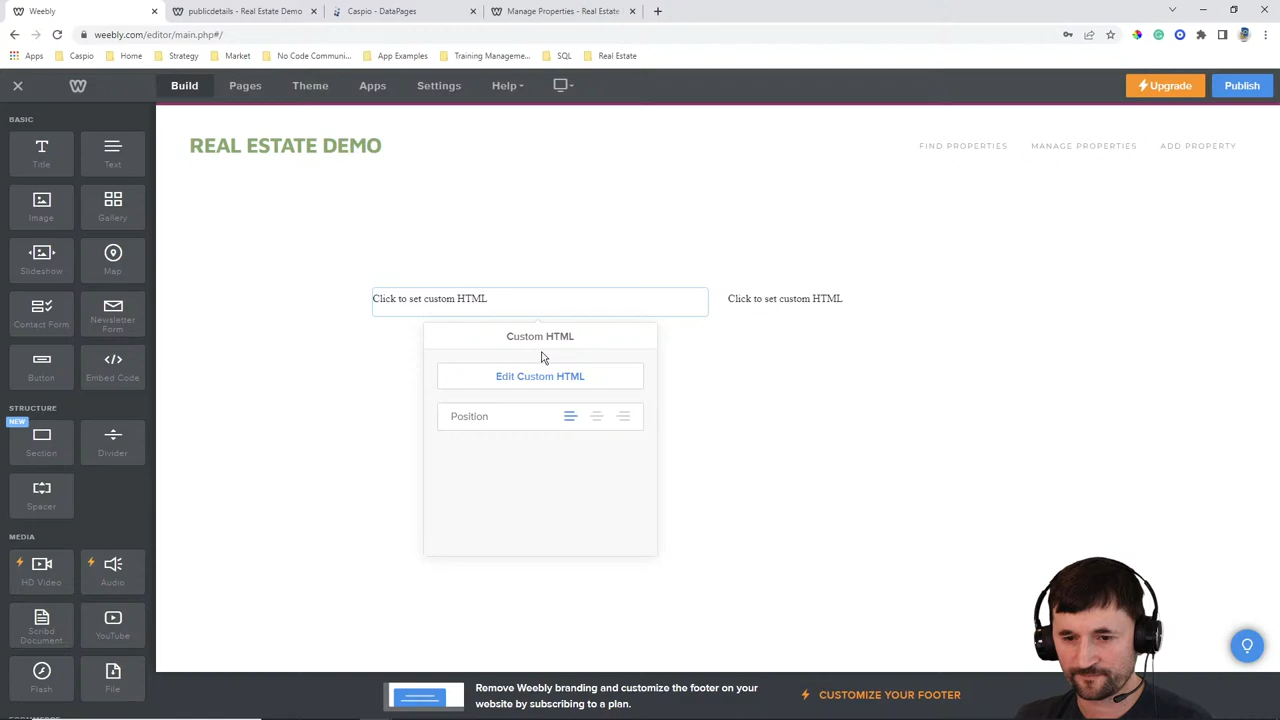 Weebly
publicdetails - Real Estate Demo
Caspio - DataPages
Manage Properties - Real Estate
weebly.com/editor/main.php#/
Apps
Caspio
Home
Strategy
Market
No Code Communi...
App Examples
Training Manageme...
SQL
Real Estate
Build
Pages
Theme
Apps
Settings
Help
Upgrade
Publish
BASIC
Title
Text
Image
Gallery
Slideshow
Map
Contact Form
Newsletter
Form
Button
Embed Code
STRUCTURE
NEW
Section
Divider
Spacer
MEDIA
HD Video
Audio
Scribd
Document
YouTube
Flash
File
REAL ESTATE DEMO
FIND PROPERTIES
MANAGE PROPERTIES
ADD PROPERTY
Click to set custom HTML
Click to set custom HTML
Custom HTML
Edit Custom HTML
Position
Remove Weebly branding and customize the footer on your
website by subscribing to a plan.
CUSTOMIZE YOUR FOOTER